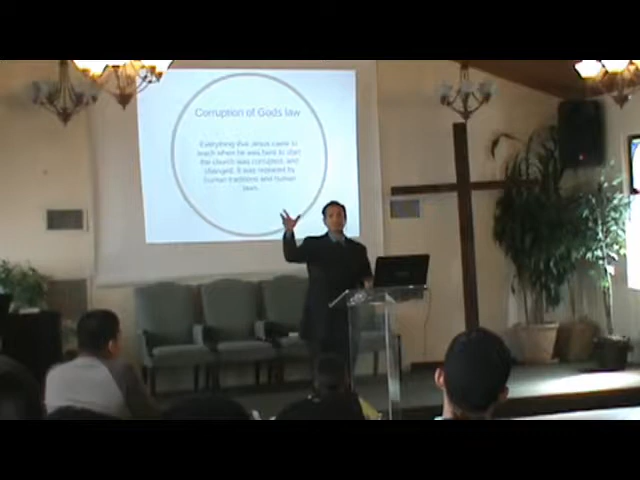 Corruption of Gods law
Everything that Jesus came to
teach when he was here to start
the church was corrupted, and
changed. It was replaced by
human traditions and human
laws.